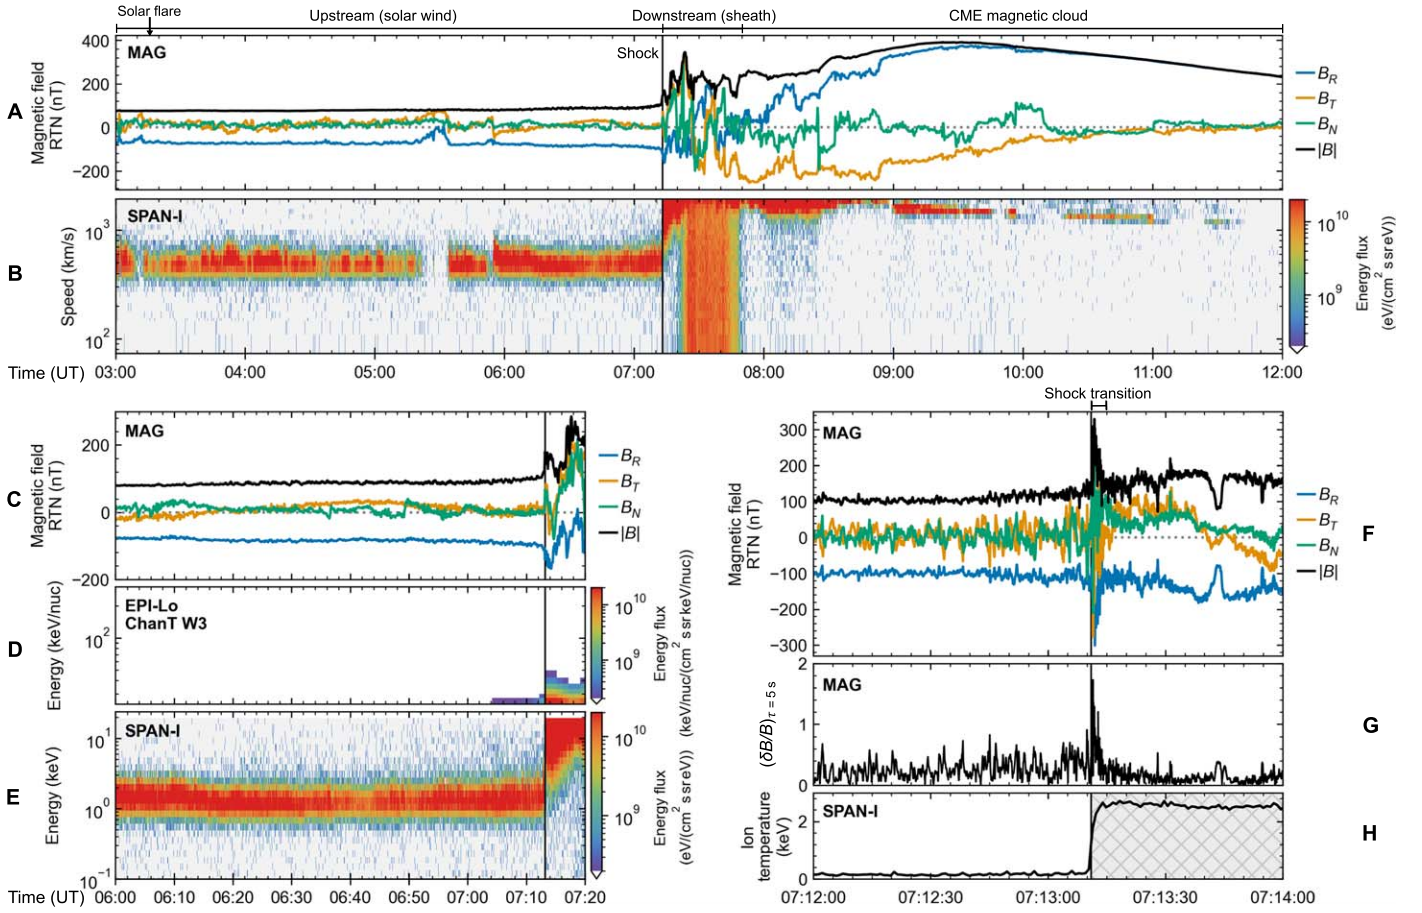 Solar flare
Upstream (solar wind)
Downstream (sheath)
CME magnetic cloud
A
Magnetic field
RTN (nT)
400
200
0
−200
MAG
Shock
B_R
B_T
B_N
|B|
B
Speed (km/s)
10^3
10^2
SPAN-I
10^10
10^9
Energy flux
(eV/(cm^2 s sr eV))
Time (UT)
03:00 04:00 05:00 06:00 07:00 08:00 09:00 10:00 11:00 12:00
C
Magnetic field
RTN (nT)
200
0
−200
MAG
B_R
B_T
B_N
|B|
D
Energy (keV/nuc)
10^2
EPI-Lo
ChanT W3
10^10
10^9
Energy flux
(keV/nuc/(cm^2 s sr keV/nuc))
E
Energy (keV)
10^1
10^0
10^−1
SPAN-I
10^10
10^9
Energy flux
(eV/(cm^2 s sr eV))
Time (UT)
06:00 06:10 06:20 06:30 06:40 06:50 07:00 07:10 07:20
Shock transition
Magnetic field
RTN (nT)
300
200
100
0
−100
−200
−300
MAG
B_R
B_T
B_N
|B|
F
(δB/B)_τ = 5 s
2
1
0
MAG
G
Ion
temperature
(keV)
2
0
SPAN-I
H
07:12:00 07:12:30 07:13:00 07:13:30 07:14:00